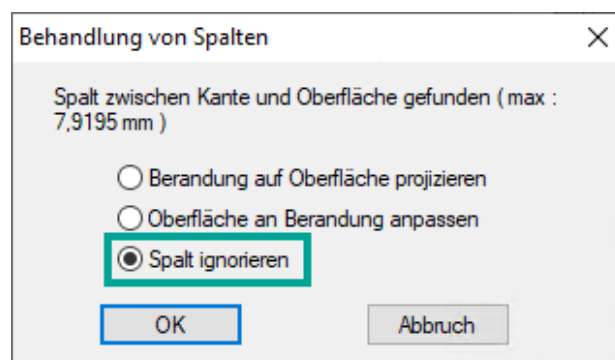 Behandlung von Spalten
Spalt zwischen Kante und Oberfläche gefunden ( max :
7,9195 mm )
Berandung auf Oberfläche projizieren
Oberfläche an Berandung anpassen
Spalt ignorieren
OK
Abbruch